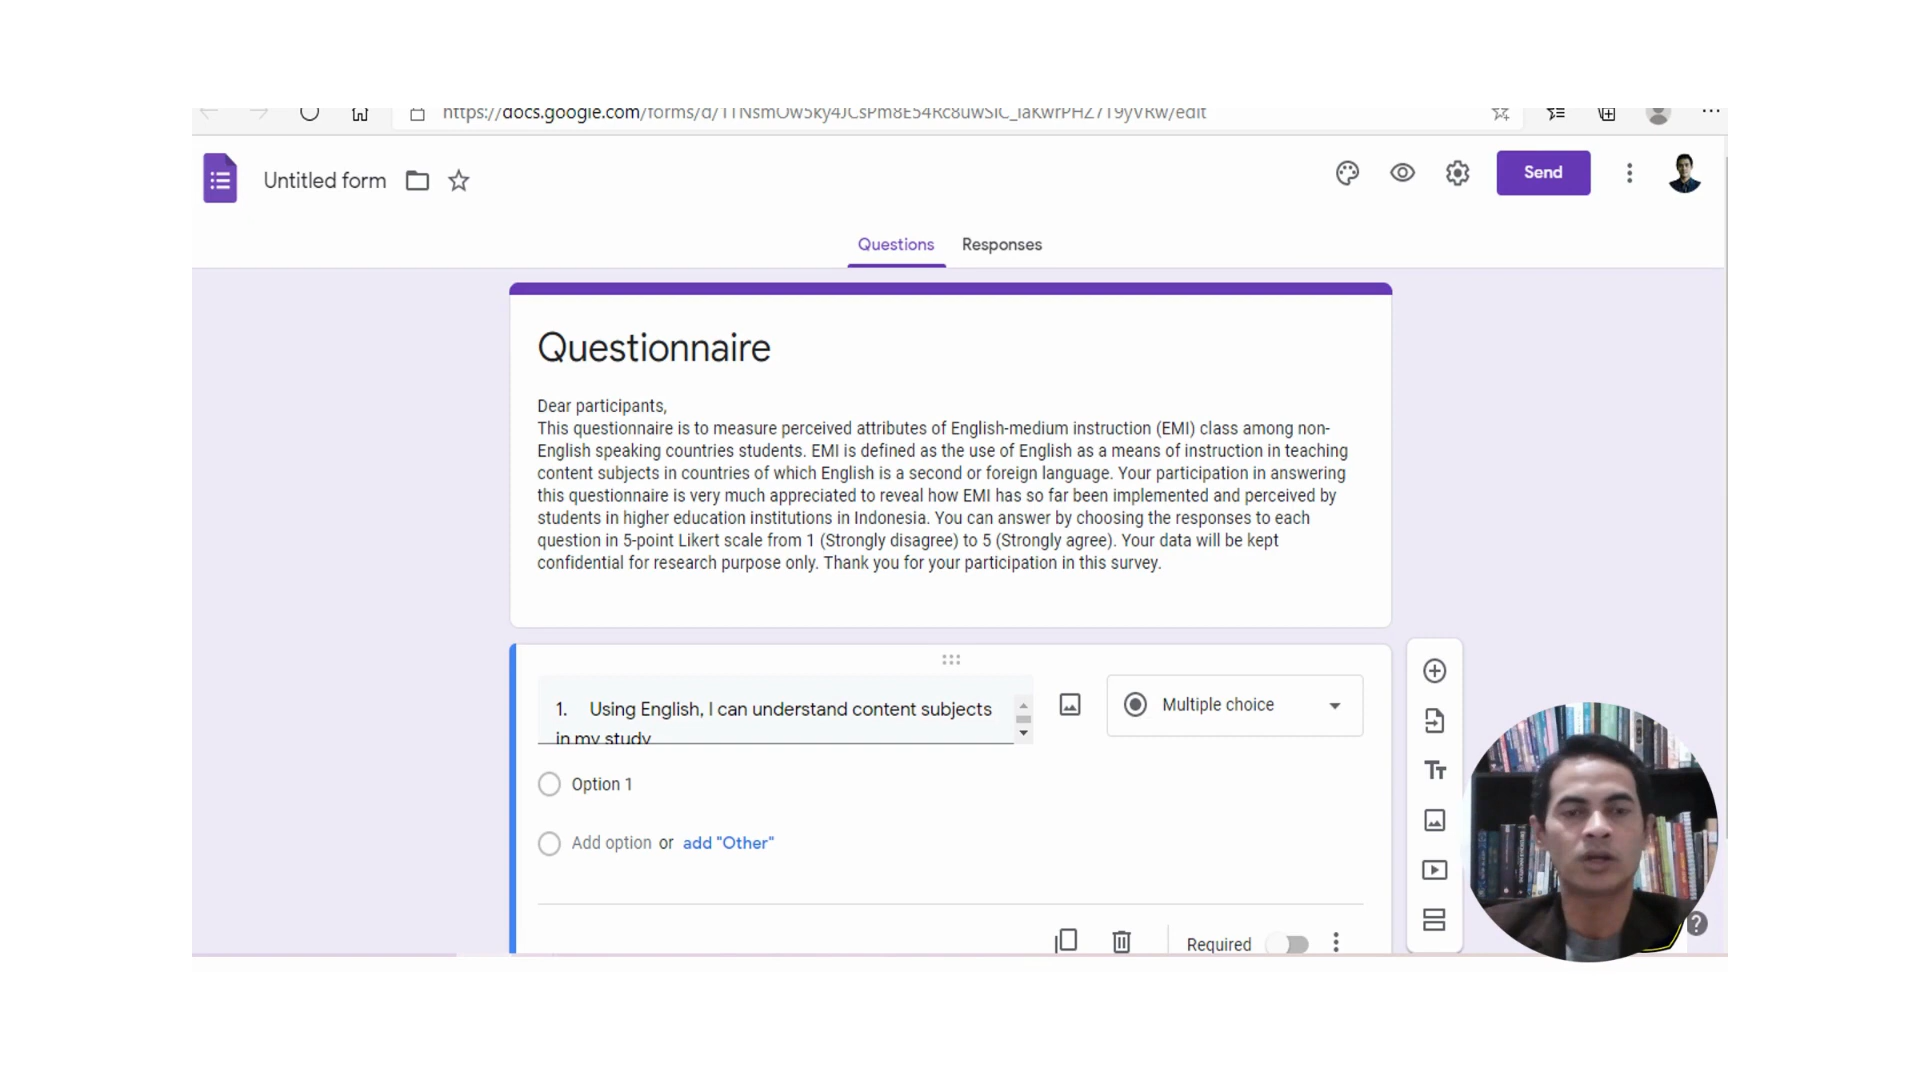 https://docs.google.com/forms/d/
/edit
Untitled form
Send
Questions Responses
Questionnaire
Dear participants,
This questionnaire is to measure perceived attributes of English-medium instruction (EMI) class among non-
English speaking countries students. EMI is defined as the use of English as a means of instruction in teaching
content subjects in countries of which English is a second or foreign language. Your participation in answering
this questionnaire is very much appreciated to reveal how EMI has so far been implemented and perceived by
students in higher education institutions in Indonesia. You can answer by choosing the responses to each
question in 5-point Likert scale from 1 (Strongly disagree) to 5 (Strongly agree). Your data will be kept
confidential for research purpose only. Thank you for your participation in this survey.
1. Using English, I can understand content subjects
in my study
Multiple choice
Option 1
Add option or add "Other"
Required